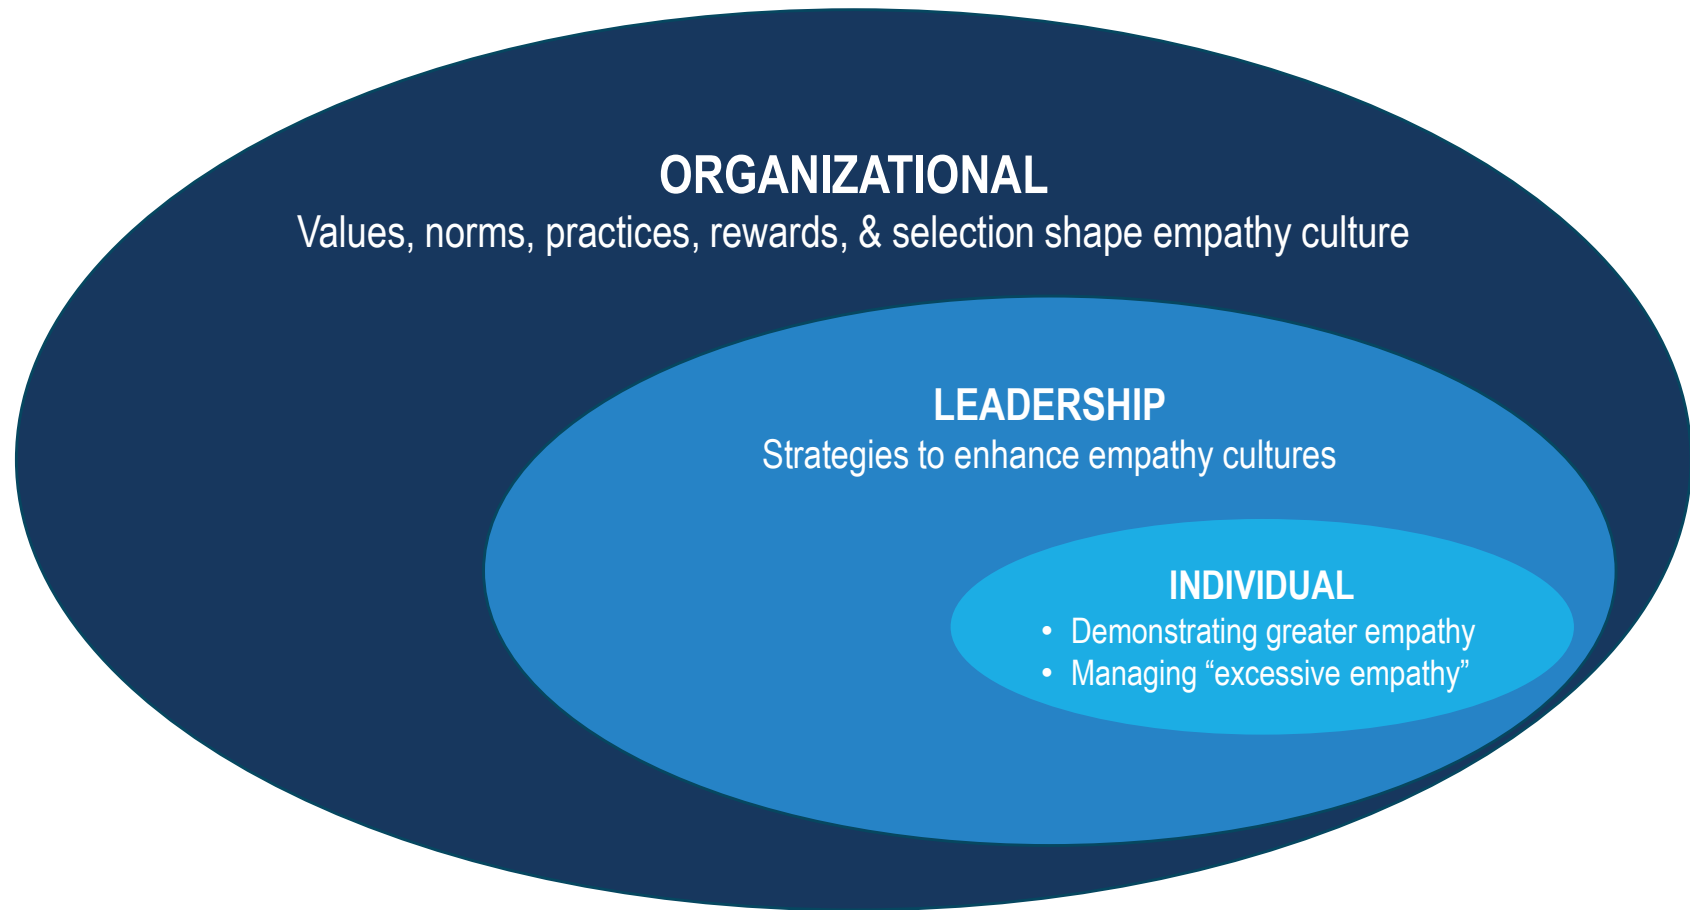 ORGANIZATIONAL
Values, norms, practices, rewards, & selection shape empathy culture
LEADERSHIP
Strategies to enhance empathy cultures
INDIVIDUAL
• Demonstrating greater empathy
• Managing “excessive empathy”